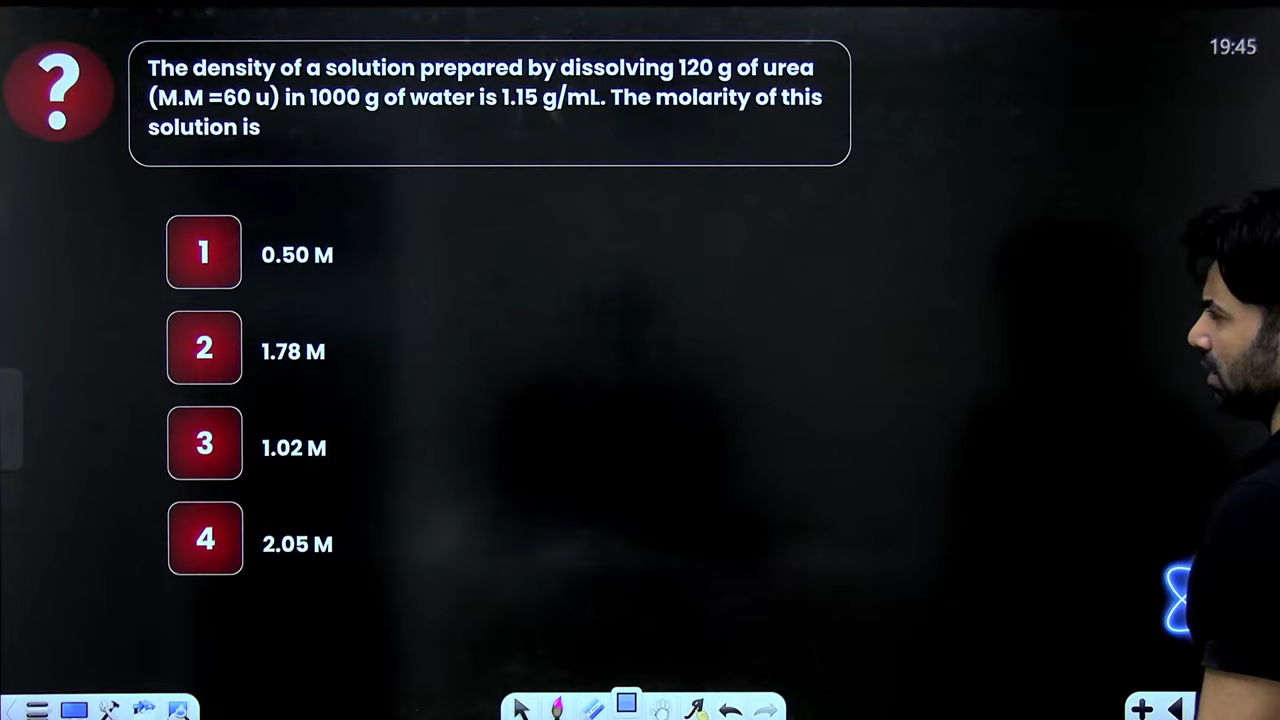 19:45
?
The density of a solution prepared by dissolving 120 g of urea
(M.M =60 u) in 1000 g of water is 1.15 g/mL. The molarity of this
solution is
1 0.50 M
2 1.78 M
3 1.02 M
4 2.05 M